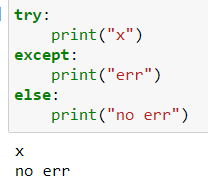 try:
    print("x")
except:
    print("err")
else:
    print("no err")
x
no err